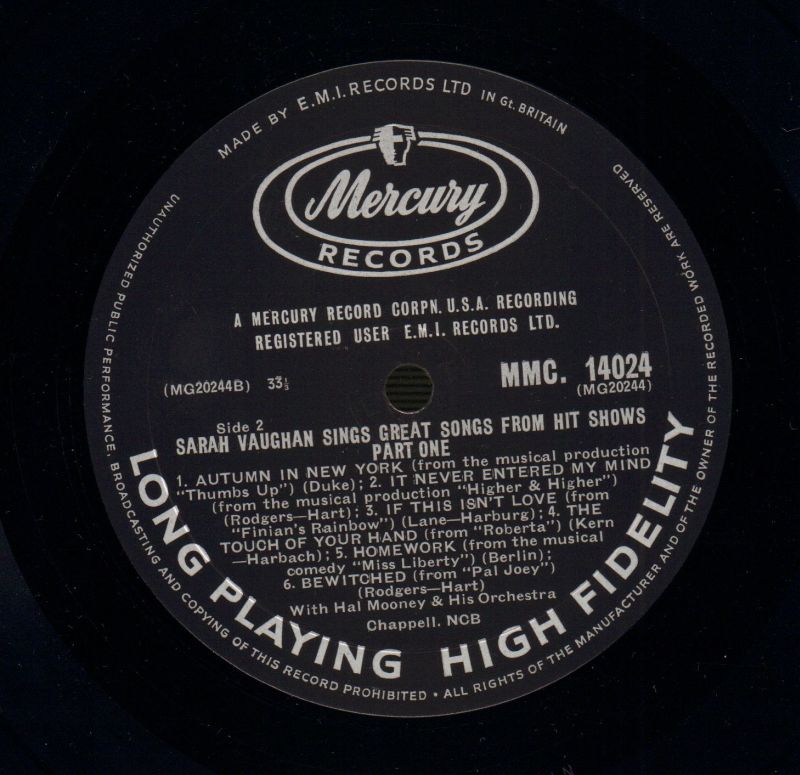 MADE BY E.M.I. RECORDS LTD IN Gt. BRITAIN
Mercury
RECORDS
A MERCURY RECORD CORPN. U.S.A. RECORDING
REGISTERED USER E.M.I. RECORDS LTD.
(MG20244B) 33⅓
MMC. 14024
(MG20244)
Side 2
SARAH VAUGHAN SINGS GREAT SONGS FROM HIT SHOWS
PART ONE
1. AUTUMN IN NEW YORK (from the musical production
"Thumbs Up") (Duke); 2. IT NEVER ENTERED MY MIND
(from the musical production "Higher & Higher")
(Rodgers—Hart); 3. IF THIS ISN'T LOVE (from
"Finian's Rainbow") (Lane—Harburg); 4. THE
TOUCH OF YOUR HAND (from "Roberta") (Kern
—Harbach); 5. HOMEWORK (from the musical
comedy "Miss Liberty") (Berlin);
6. BEWITCHED (from "Pal Joey")
(Rodgers—Hart)
With Hal Mooney & His Orchestra
Chappell. NCB
LONG PLAYING HIGH FIDELITY
UNAUTHORIZED PUBLIC PERFORMANCE, BROADCASTING AND COPYING OF THIS RECORD PROHIBITED • ALL RIGHTS OF THE MANUFACTURER AND OF THE OWNER OF THE RECORDED WORK ARE RESERVED